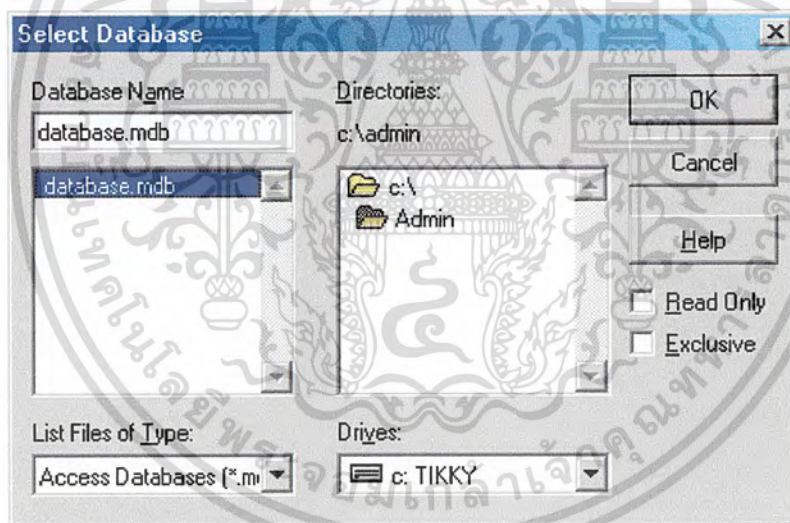 Select Database
Database Name
database.mdb
database.mdb
Directories:
c:\admin
c:\
Admin
OK
Cancel
Help
Read Only
Exclusive
List Files of Type:
Access Databases (*.m
Drives:
c: TIKKY